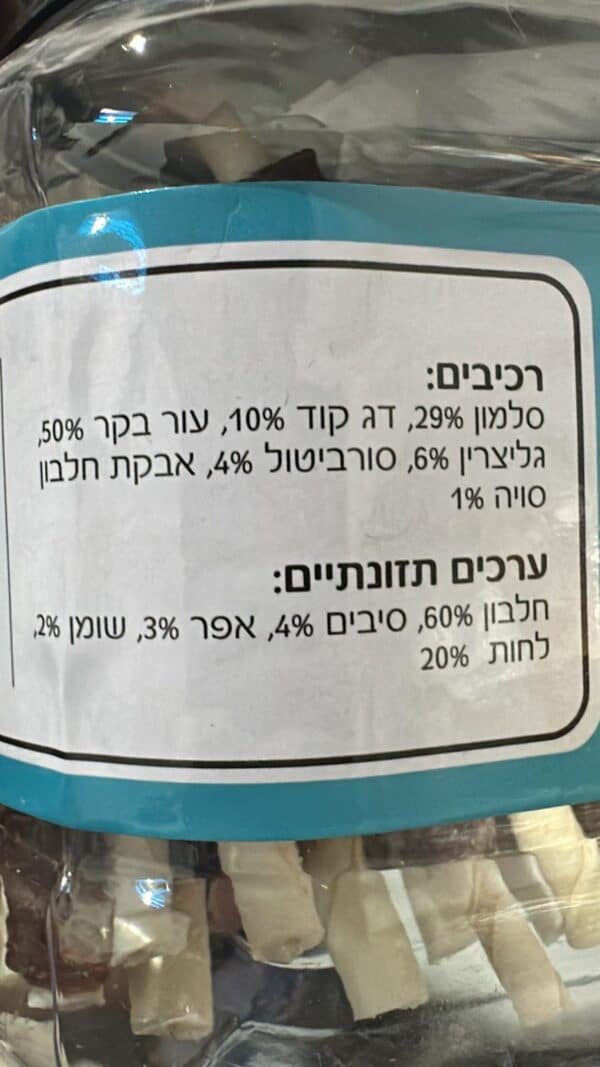 רכיבים:
סלמון 29%, דג קוד 10%, עור בקר 50%,
גליצרין 6%, סורביטול 4%, אבקת חלבון
סויה 1%
ערכים תזונתיים:
חלבון 60%, סיבים 4%, אפר 3%, שומן 2%,
לחות 20%